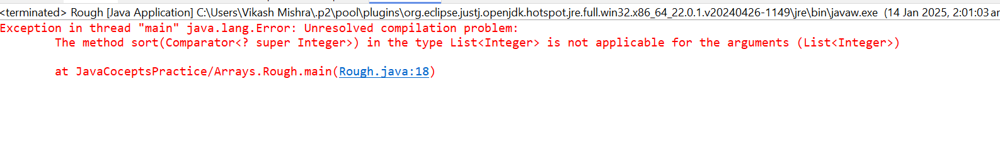 <terminated> Rough [Java Application] C:\Users\Vikash Mishra\.p2\pool\plugins\org.eclipse.justj.openjdk.hotspot.jre.full.win32.x86_64_22.0.1.v20240426-1149\jre\bin\javaw.exe (14 Jan 2025, 2:01:03
Exception in thread "main" java.lang.Error: Unresolved compilation problem:
The method sort(Comparator<? super Integer>) in the type List<Integer> is not applicable for the arguments (List<Integer>)
at JavaCoceptsPractice/Arrays.Rough.main(Rough.java:18)